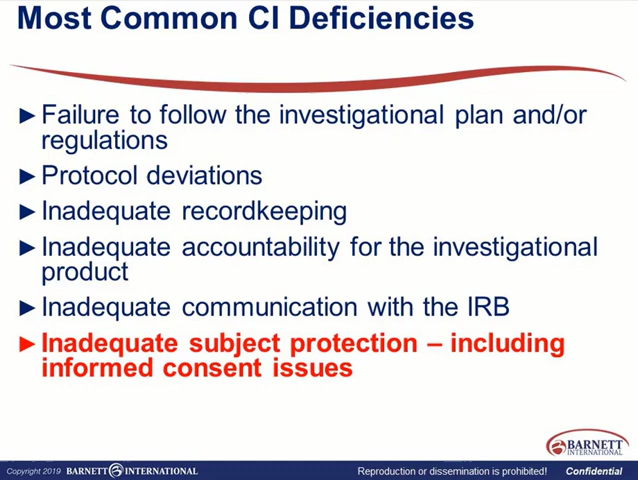 Most Common CI Deficiencies
►Failure to follow the investigational plan and/or
regulations
►Protocol deviations
►Inadequate recordkeeping
►Inadequate accountability for the investigational
product
►Inadequate communication with the IRB
►Inadequate subject protection – including
informed consent issues
BARNETT
INTERNATIONAL
Copyright 2019 BARNETT INTERNATIONAL Reproduction or dissemination is prohibited! Confidential